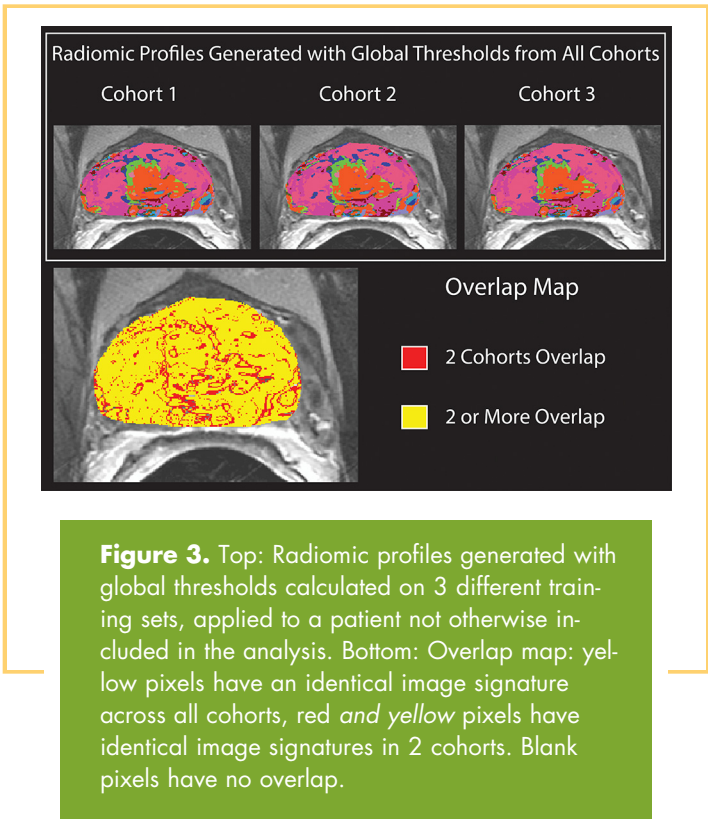 Radiomic Profiles Generated with Global Thresholds from All Cohorts
Cohort 1 Cohort 2 Cohort 3
Overlap Map
2 Cohorts Overlap
2 or More Overlap
Figure 3. Top: Radiomic profiles generated with
global thresholds calculated on 3 different train-
ing sets, applied to a patient not otherwise in-
cluded in the analysis. Bottom: Overlap map: yel-
low pixels have an identical image signature
across all cohorts, red and yellow pixels have
identical image signatures in 2 cohorts. Blank
pixels have no overlap.